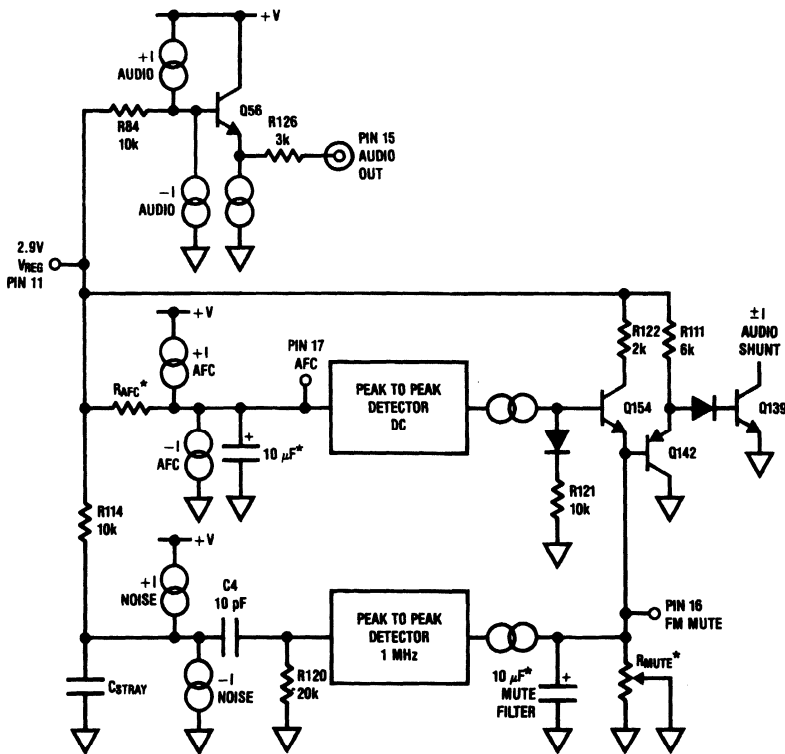 +V
+I
AUDIO
Q56
R84
10k
R126
3k
PIN 15
AUDIO
OUT
−I
AUDIO
2.9V
VREG
PIN 11
+V
+I
AFC
PIN 17
AFC
RAFC*
−I
AFC
10 μF*
PEAK TO PEAK
DETECTOR
DC
R122
2k
R111
6k
±I
AUDIO
SHUNT
Q154
Q139
Q142
R121
10k
R114
10k
+V
+I
NOISE
C4
10 pF
PEAK TO PEAK
DETECTOR
1 MHz
PIN 16
FM MUTE
CSTRAY
−I
NOISE
R120
20k
10 μF*
MUTE
FILTER
RMUTE*